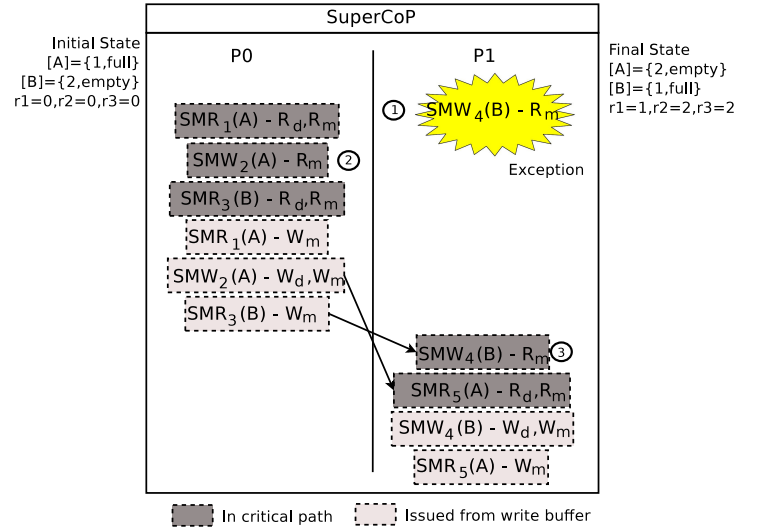 SuperCoP
Initial State
[A]={1,full}
[B]={2,empty}
r1=0,r2=0,r3=0
P0
P1
Final State
[A]={2,empty}
[B]={1,full}
r1=1,r2=2,r3=2
SMR1(A) - Rd,Rm
1
SMW4(B) - Rm
SMW2(A) - Rm
2
Exception
SMR3(B) - Rd,Rm
SMR1(A) - Wm
SMW2(A) - Wd,Wm
SMR3(B) - Wm
SMW4(B) - Rm
3
SMR5(A) - Rd,Rm
SMW4(B) - Wd,Wm
SMR5(A) - Wm
In critical path
Issued from write buffer